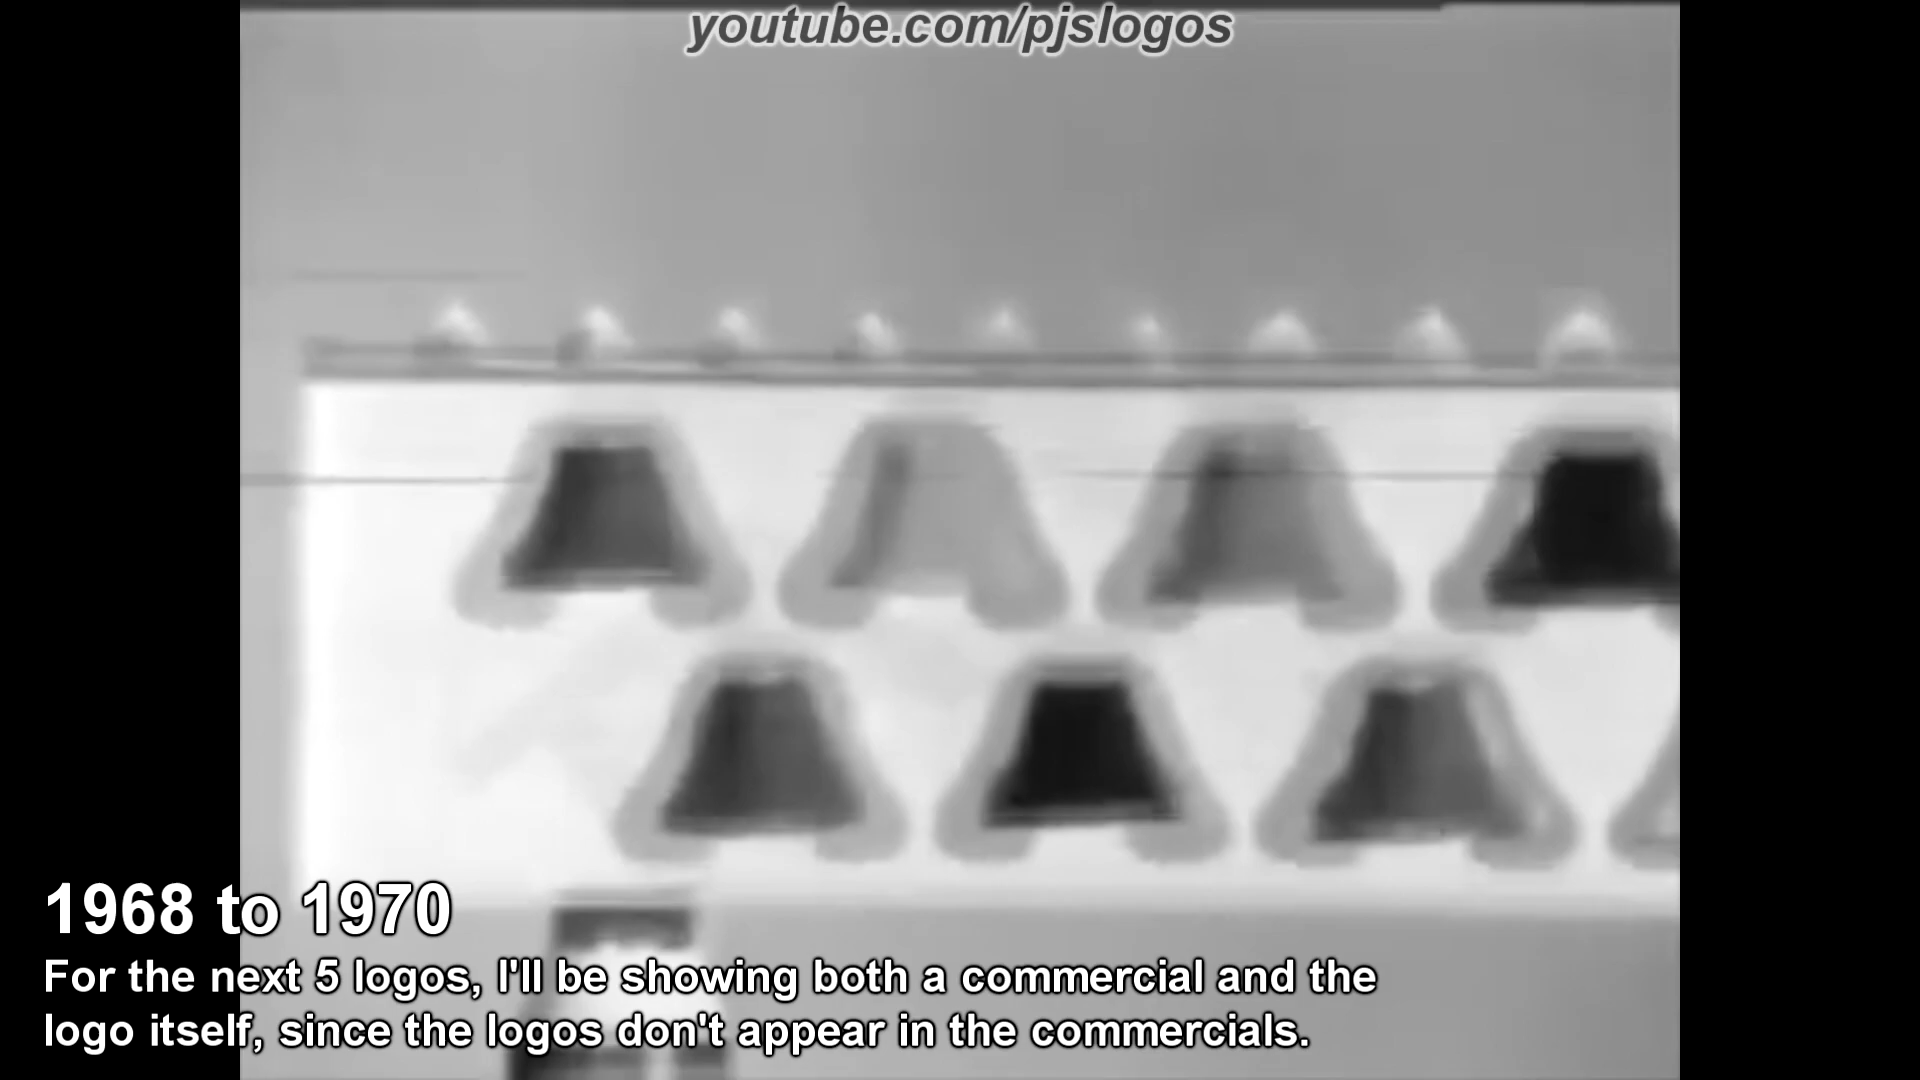 youtube.com/pjslogos
1968 to 1970
For the next 5 logos, I'll be showing both a commercial and the
logo itself, since the logos don't appear in the commercials.